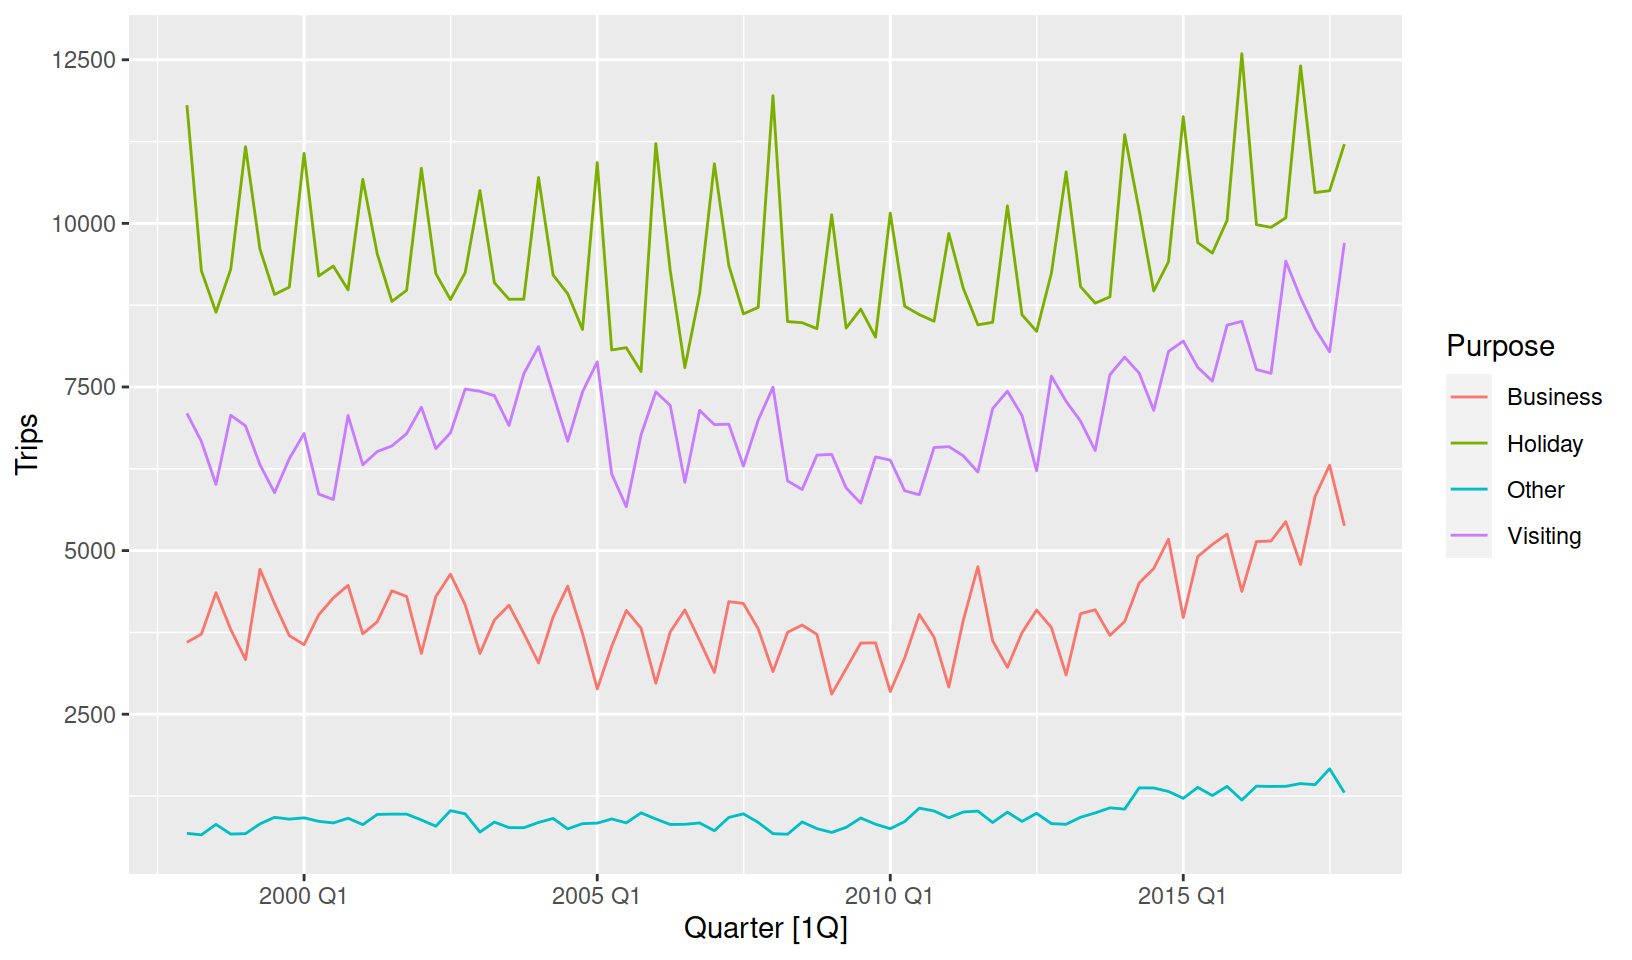 12500
10000
7500
5000
2500
Trips
2000 Q1
2005 Q1
2010 Q1
2015 Q1
Quarter [1Q]
Purpose
Business
Holiday
Other
Visiting